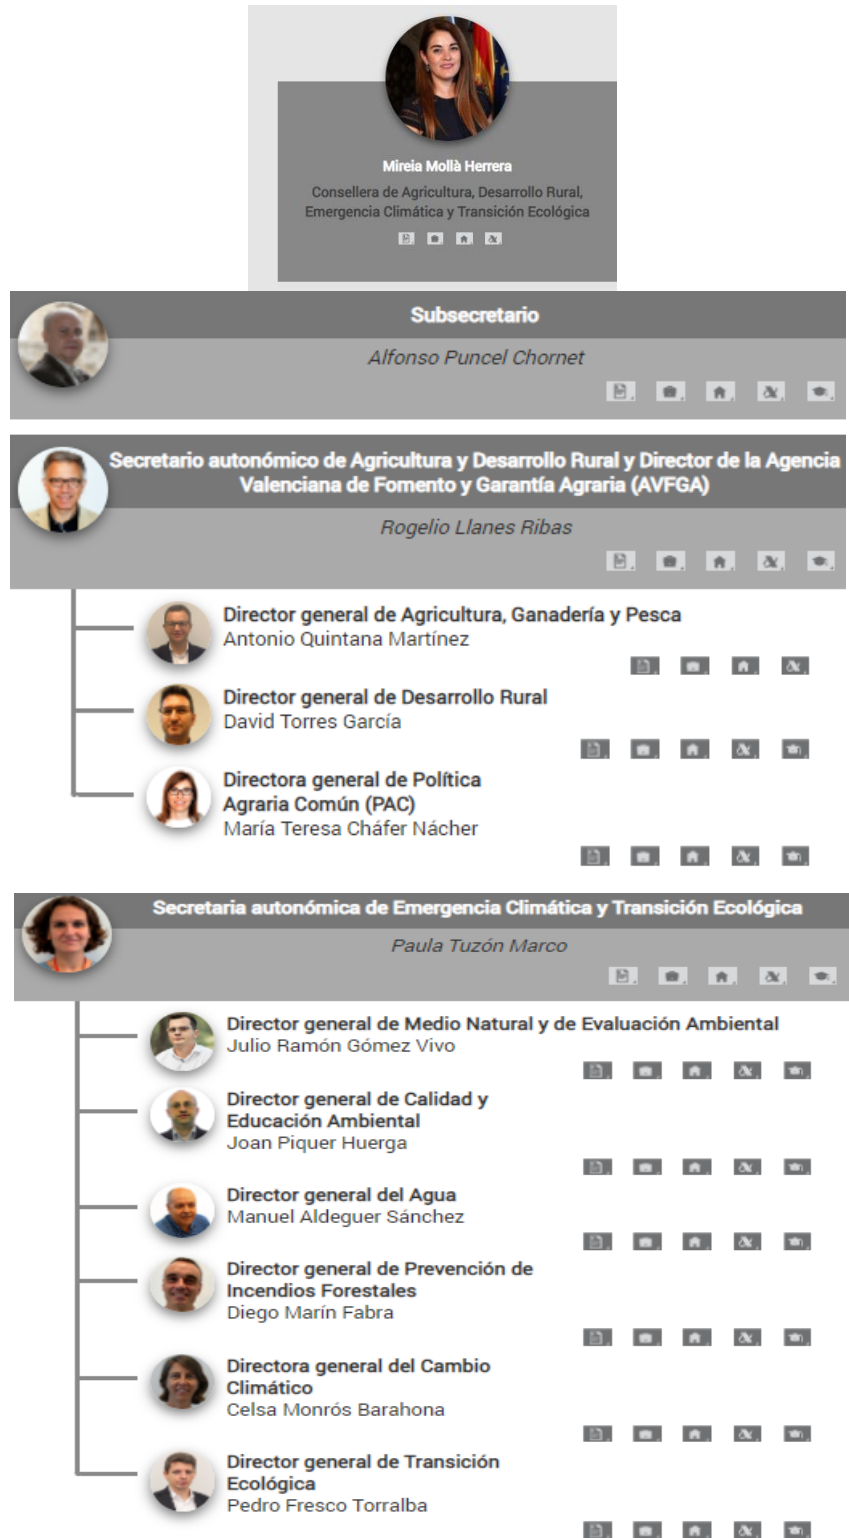 Mireia Mollà Herrera
Consellera de Agricultura, Desarrollo Rural,
Emergencia Climática y Transición Ecológica
Subsecretario
Alfonso Puncel Chornet
Secretario autonómico de Agricultura y Desarrollo Rural y Director de la Agencia
Valenciana de Fomento y Garantía Agraria (AVFGA)
Rogelio Llanes Ribas
Director general de Agricultura, Ganadería y Pesca
Antonio Quintana Martínez
Director general de Desarrollo Rural
David Torres García
Directora general de Política
Agraria Común (PAC)
María Teresa Cháfer Nácher
Secretaria autonómica de Emergencia Climática y Transición Ecológica
Paula Tuzón Marco
Director general de Medio Natural y de Evaluación Ambiental
Julio Ramón Gómez Vivo
Director general de Calidad y
Educación Ambiental
Joan Piquer Huerga
Director general del Agua
Manuel Aldeguer Sánchez
Director general de Prevención de
Incendios Forestales
Diego Marín Fabra
Directora general del Cambio
Climático
Celsa Monrós Barahona
Director general de Transición
Ecológica
Pedro Fresco Torralba